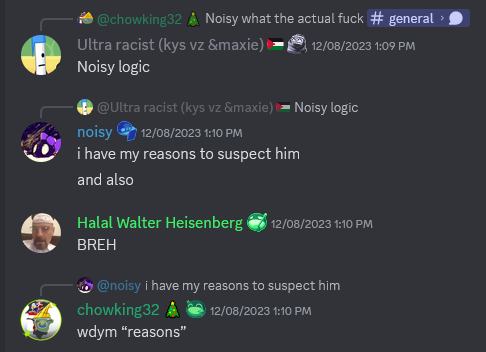 @chowking32 Noisy what the actual fuck # general >
Ultra racist (kys vz &maxie) 12/08/2023 1:09 PM
Noisy logic
@Ultra racist (kys vz &maxie) Noisy logic
noisy 12/08/2023 1:10 PM
i have my reasons to suspect him
and also
Halal Walter Heisenberg 12/08/2023 1:10 PM
BREH
@noisy i have my reasons to suspect him
chowking32 12/08/2023 1:10 PM
wdym “reasons”